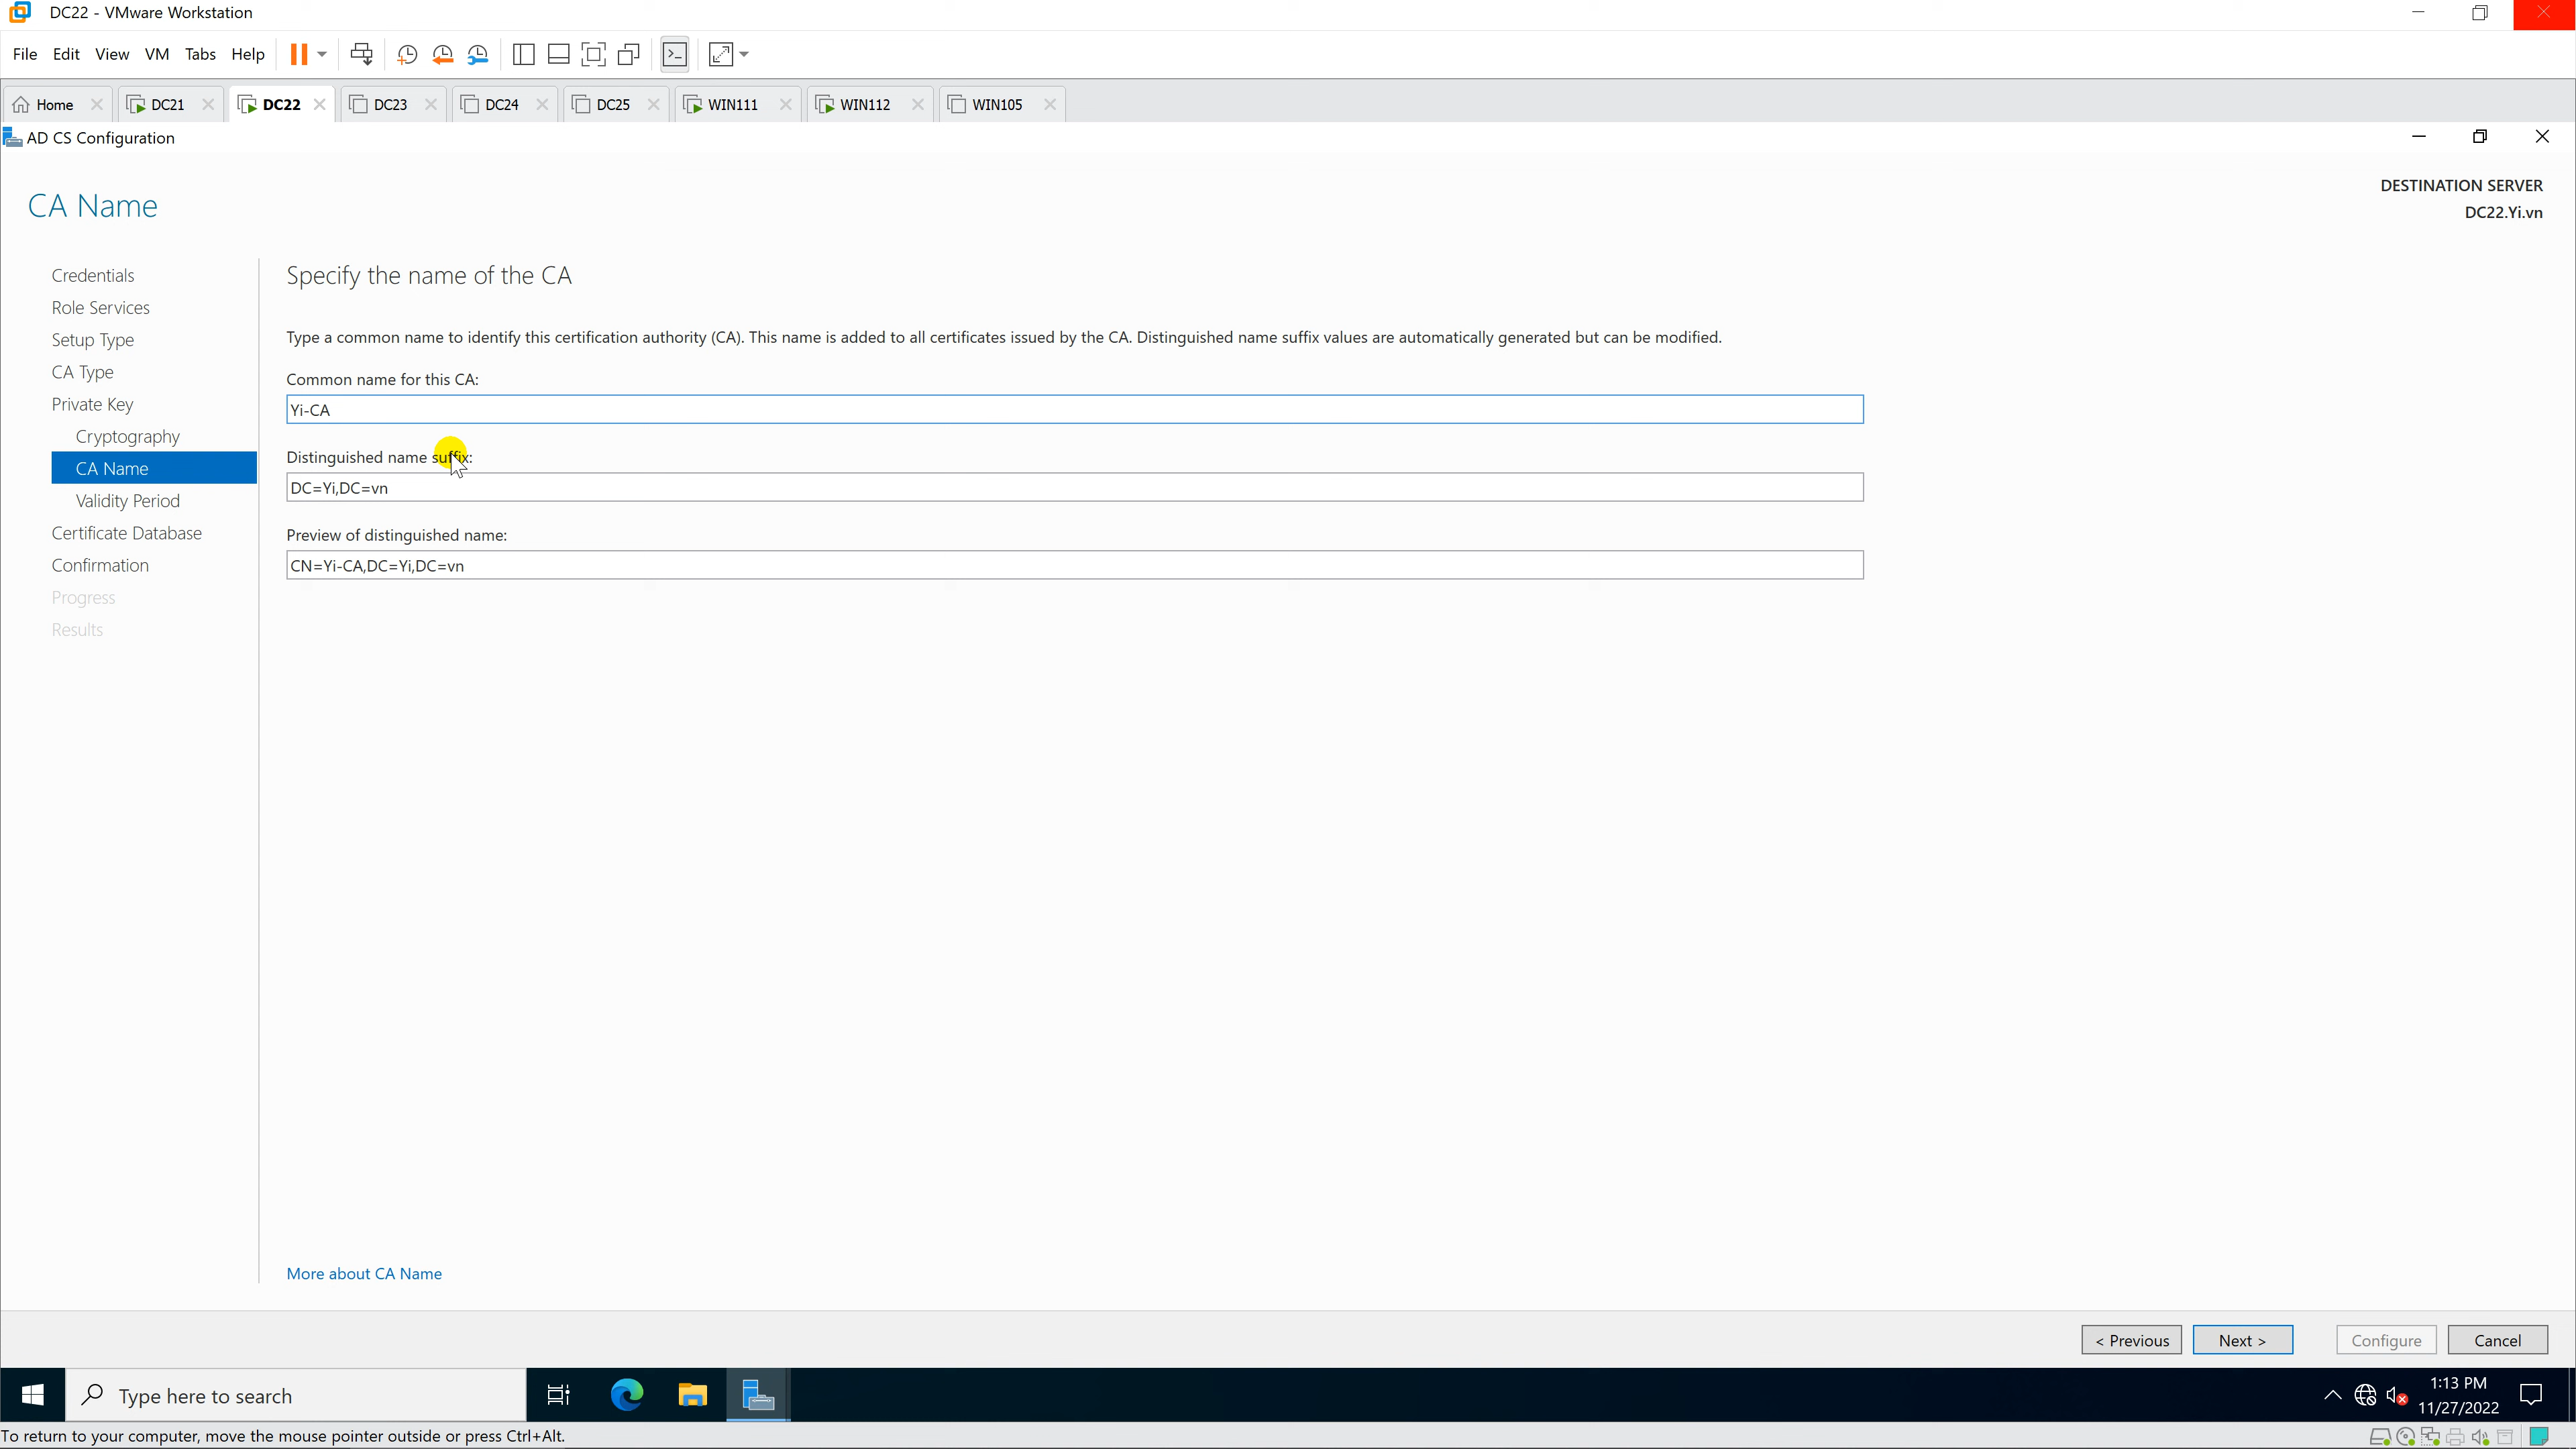 DC22 - VMware Workstation
File Edit View VM Tabs Help
Home DC21 DC22 DC23 DC24 DC25 WIN111 WIN112 WIN105
AD CS Configuration
CA Name
DESTINATION SERVER
DC22.Yi.vn
Credentials
Role Services
Setup Type
CA Type
Private Key
Cryptography
CA Name
Validity Period
Certificate Database
Confirmation
Progress
Results
Specify the name of the CA
Type a common name to identify this certification authority (CA). This name is added to all certificates issued by the CA. Distinguished name suffix values are automatically generated but can be modified.
Common name for this CA:
Yi-CA
Distinguished name suffix:
DC=Yi,DC=vn
Preview of distinguished name:
CN=Yi-CA,DC=Yi,DC=vn
More about CA Name
< Previous Next > Configure Cancel
Type here to search
1:13 PM
11/27/2022
To return to your computer, move the mouse pointer outside or press Ctrl+Alt.